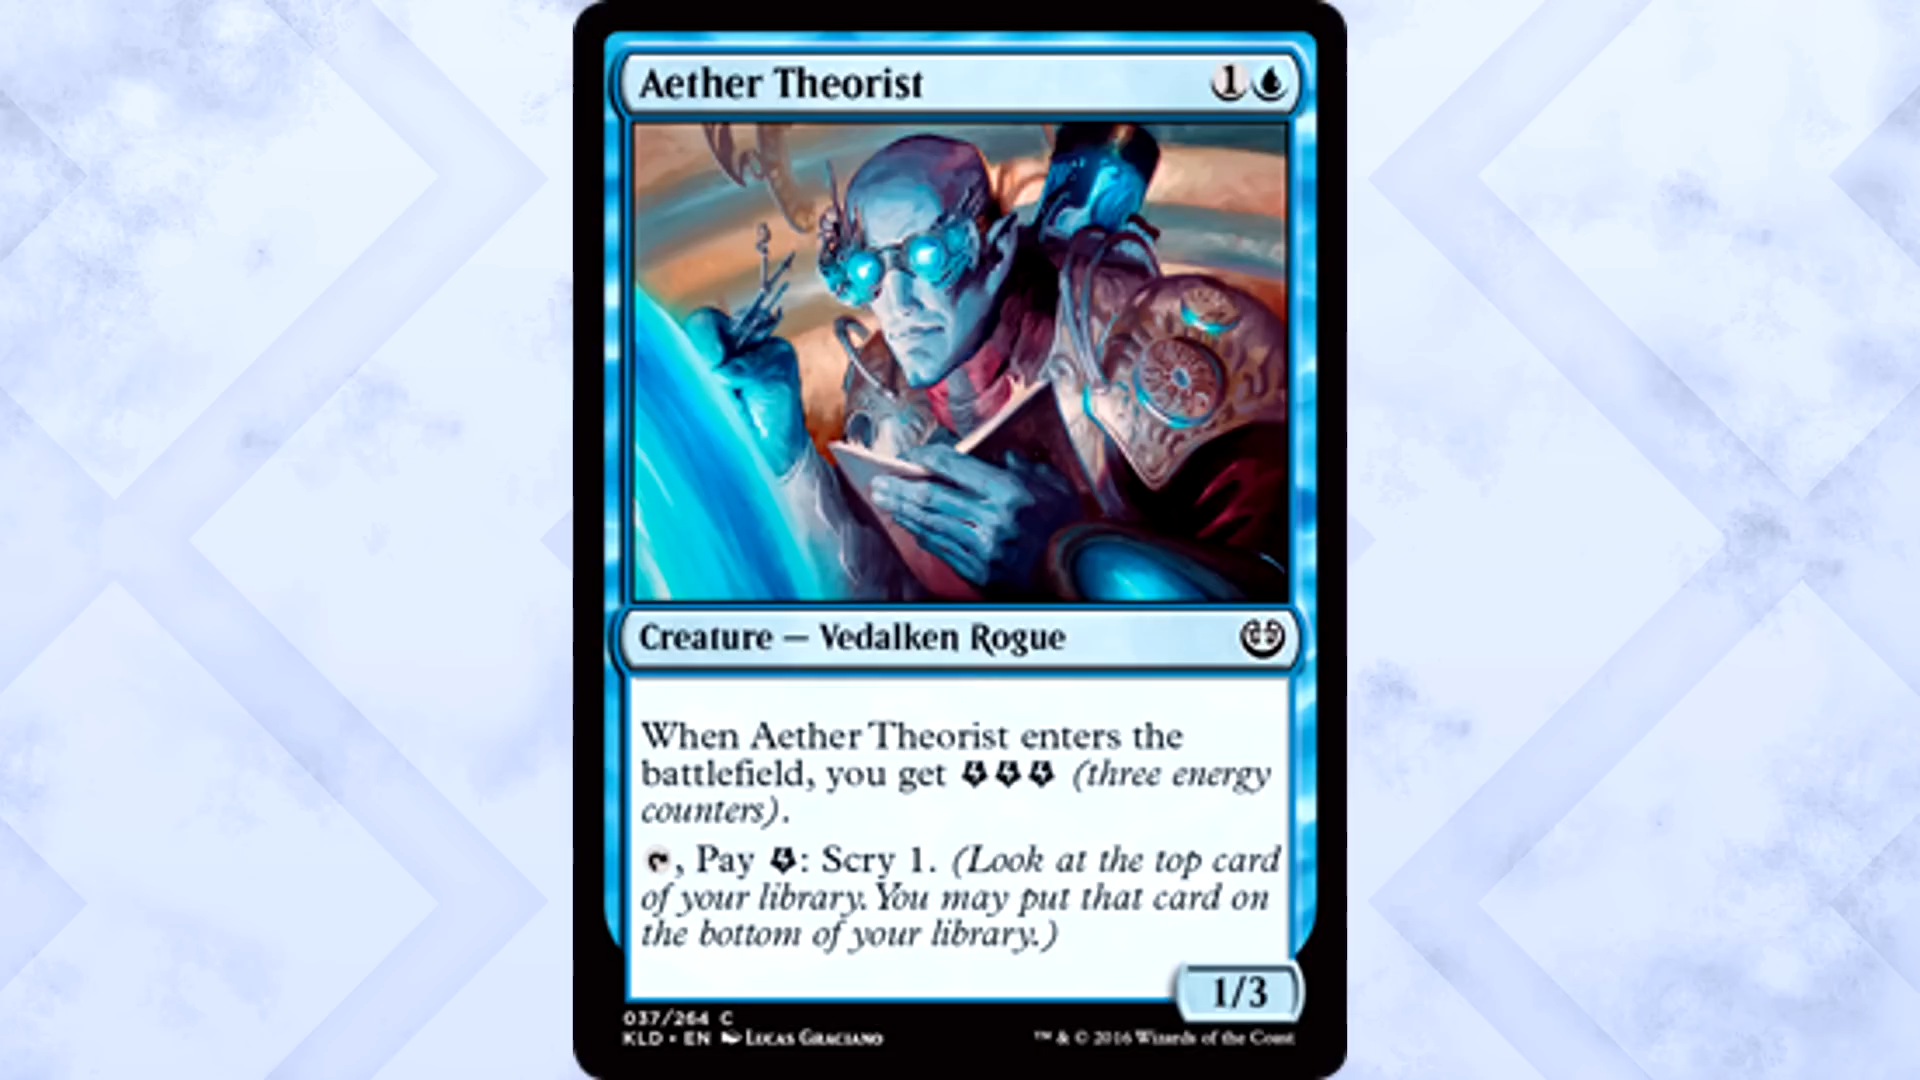 Aether Theorist 1
Creature — Vedalken Rogue
When Aether Theorist enters the
battlefield, you get (three energy
counters).
, Pay : Scry 1. (Look at the top card
of your library. You may put that card on
the bottom of your library.)
1/3
037/264 C
KLD • EN Lucas Graciano
™ & © 2016 Wizards of the Coast